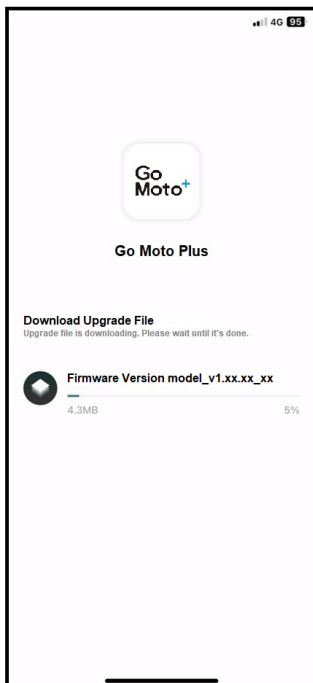 4G 95
Go
Moto+
Go Moto Plus
Download Upgrade File
Upgrade file is downloading. Please wait until it's done.
Firmware Version model_v1.xx.xx_xx
4.3MB 5%